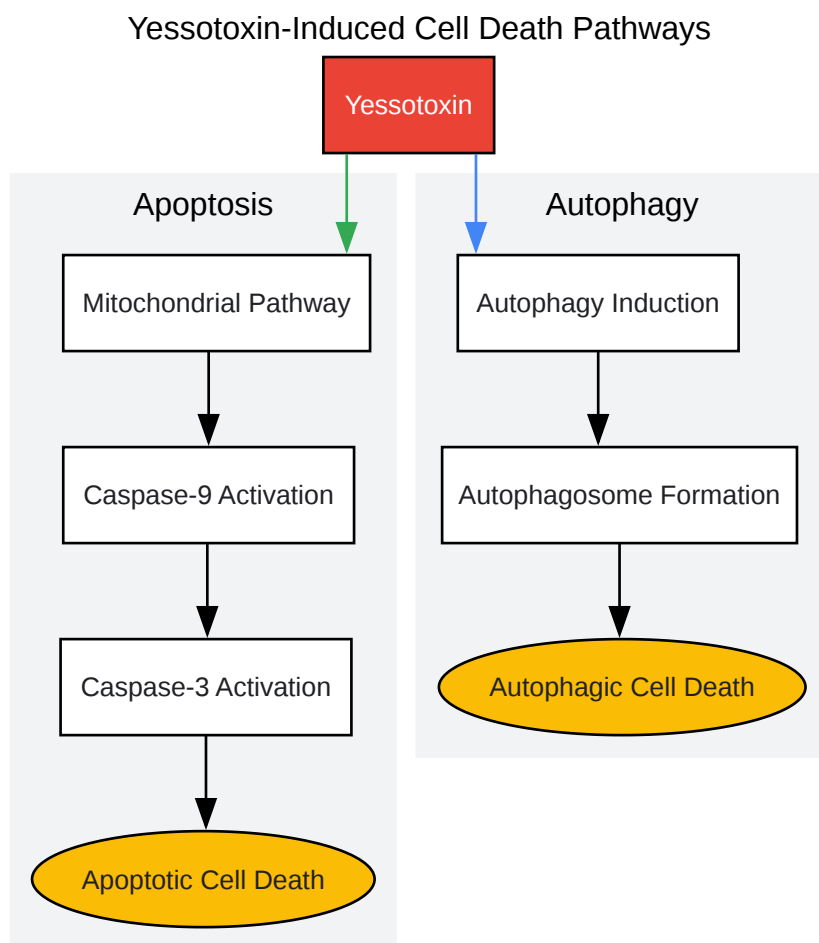 Yessotoxin-Induced Cell Death Pathways
Yessotoxin
Apoptosis
Mitochondrial Pathway
Caspase-9 Activation
Caspase-3 Activation
Apoptotic Cell Death
Autophagy
Autophagy Induction
Autophagosome Formation
Autophagic Cell Death